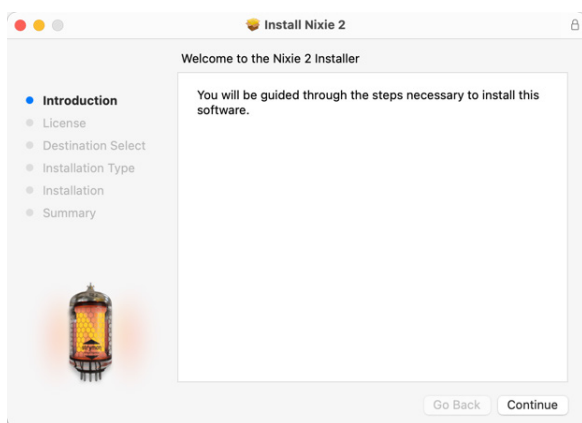 Install Nixie 2
Welcome to the Nixie 2 Installer
Introduction
License
Destination Select
Installation Type
Installation
Summary
You will be guided through the steps necessary to install this
software.
Go Back
Continue